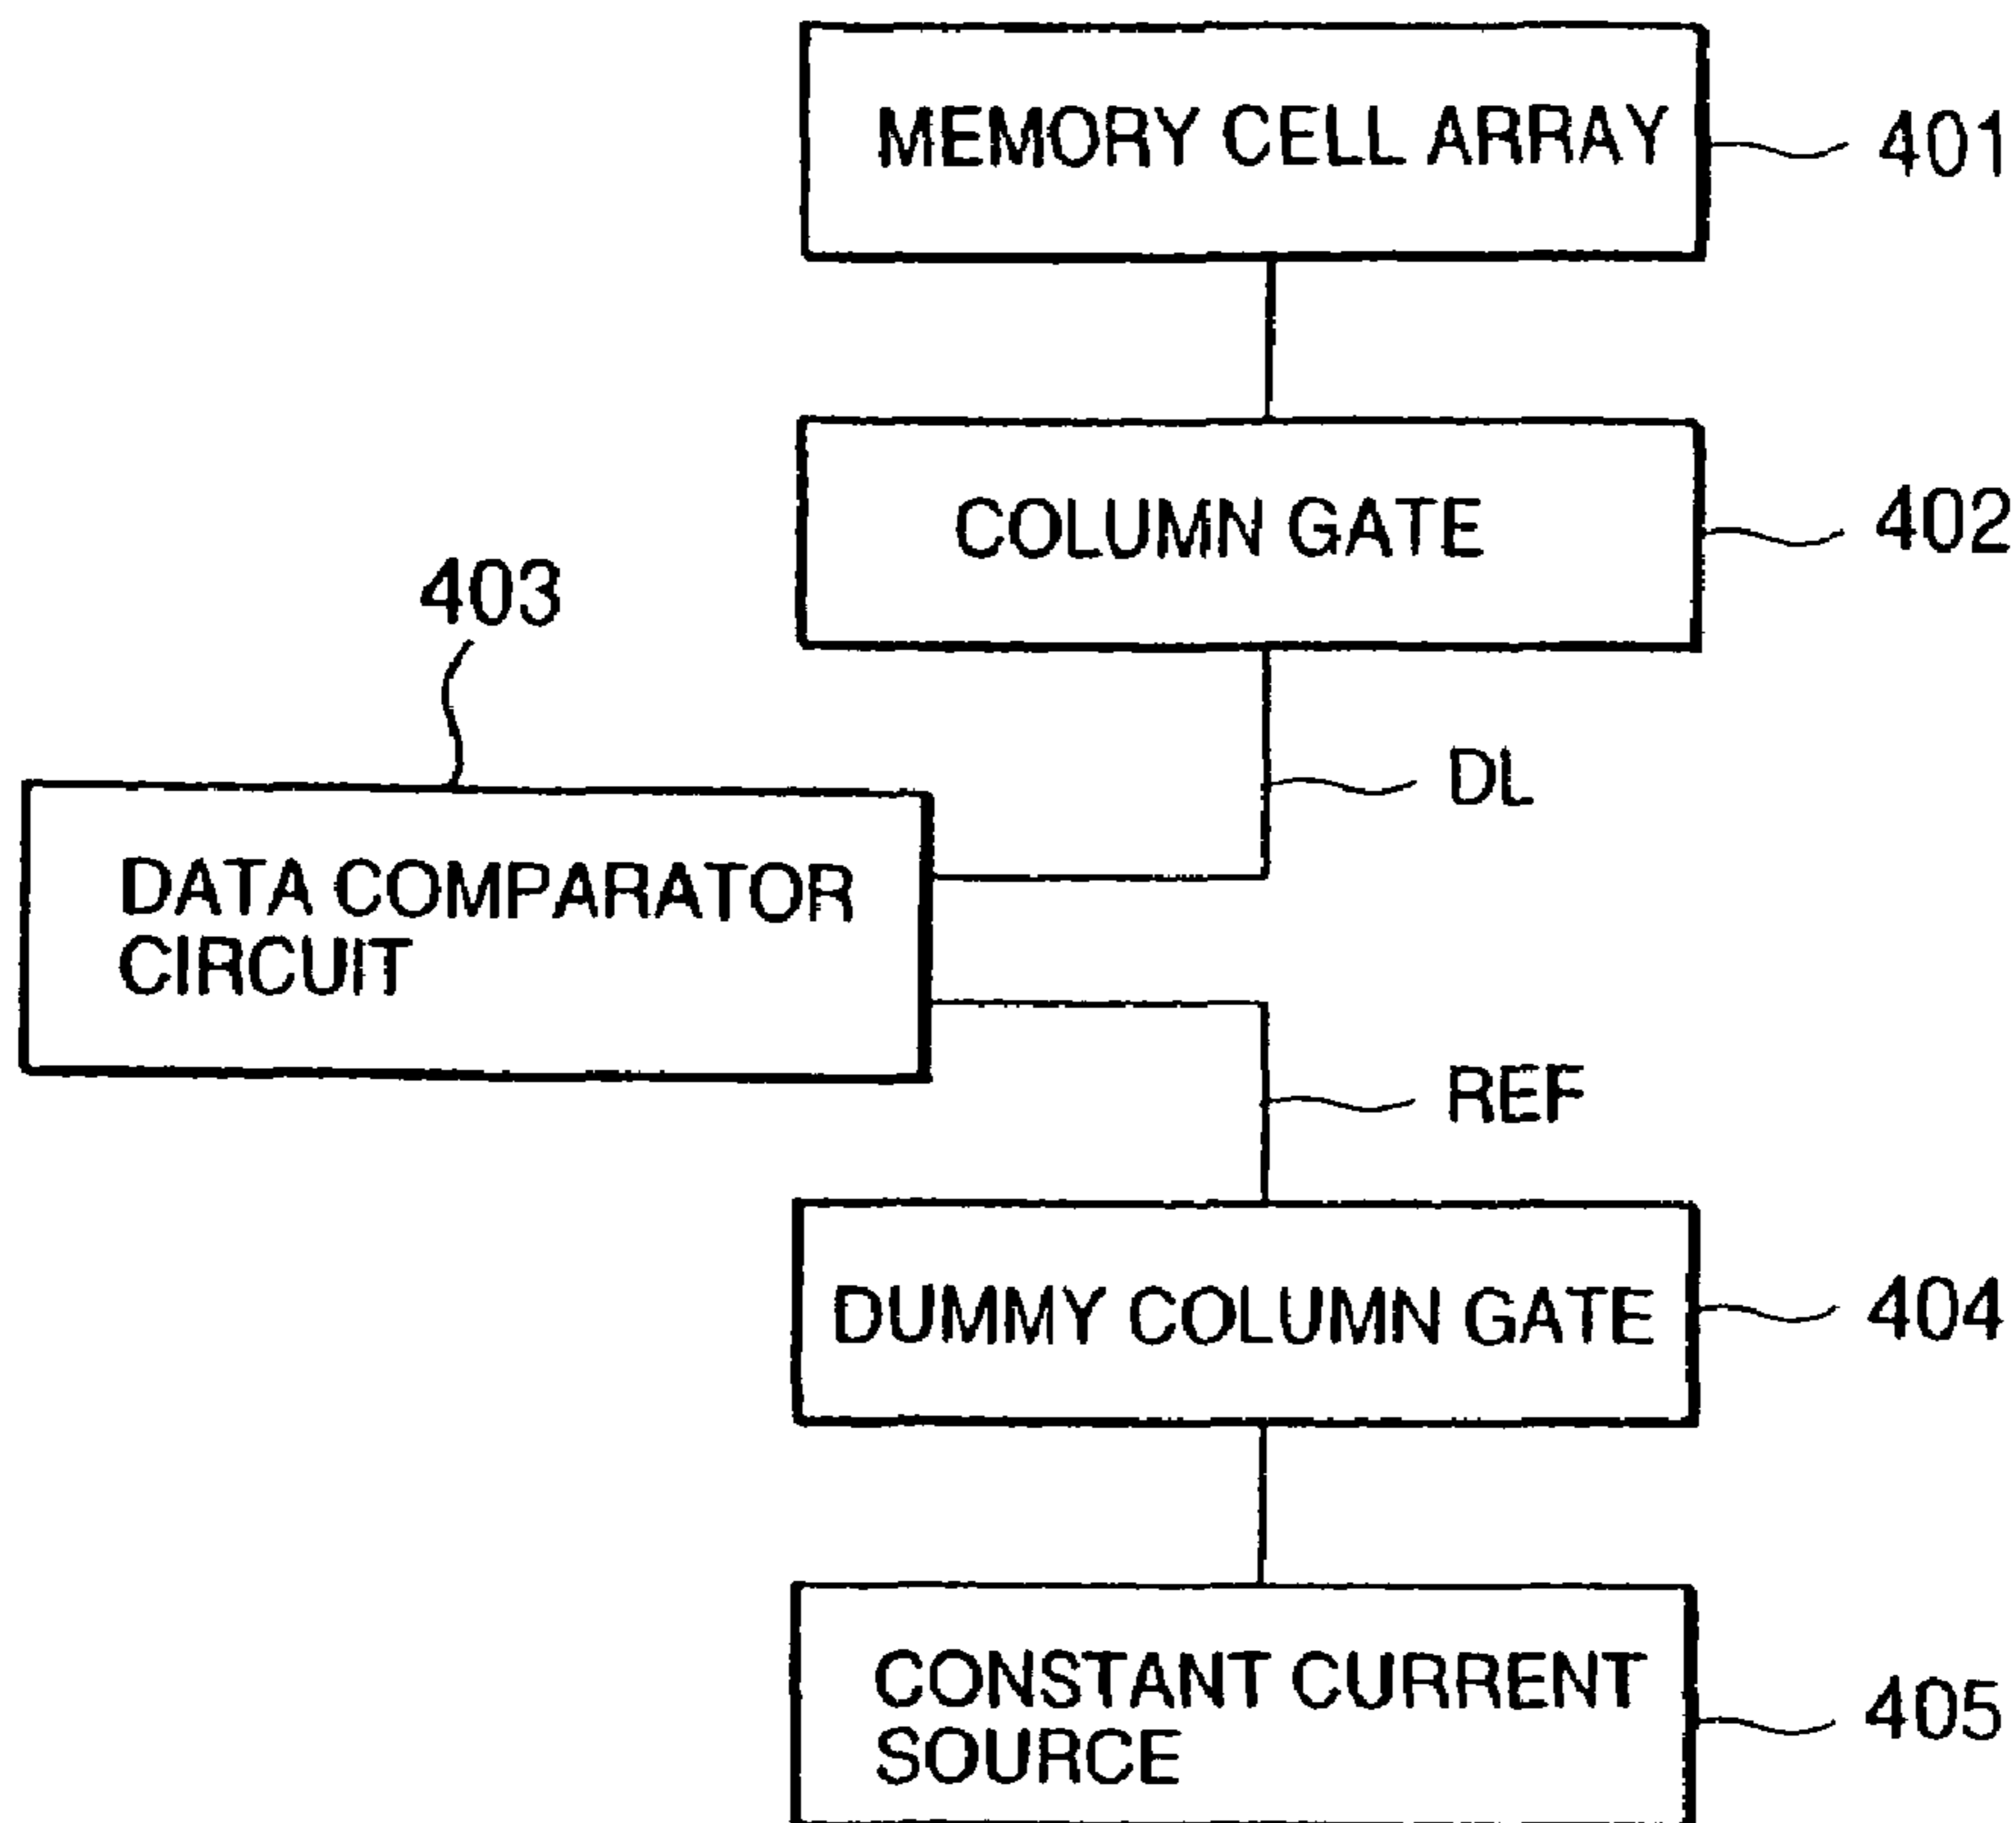 MEMORY CELL ARRAY
401
COLUMN GATE
402
403
DL
DATA COMPARATOR
CIRCUIT
REF
DUMMY COLUMN GATE
404
CONSTANT CURRENT
SOURCE
405